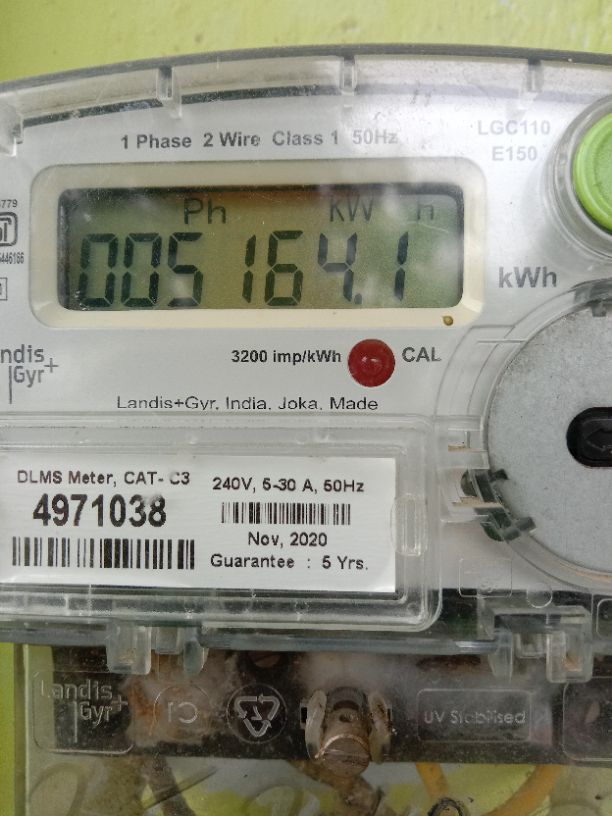 1 Phase 2 Wire Class 1 50Hz
LGC110
E150
Ph KW h
005164.1
kWh
3200 imp/kWh CAL
Landis+Gyr, India, Joka, Made
DLMS Meter, CAT- C3
4971038
240V, 5-30 A, 50Hz
Nov, 2020
Guarantee : 5 Yrs.
Landis
Gyr+
UV Stabilised